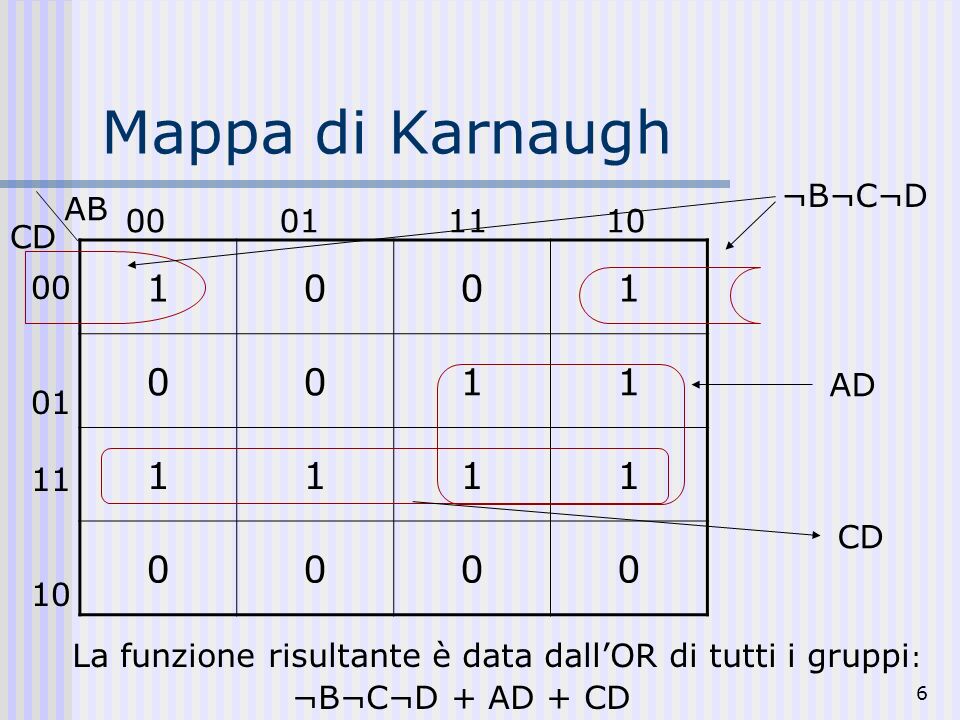 Mappa di Karnaugh
¬B¬C¬D
AB
00 01 11 10
CD
00 1 0 0 1
01 0 0 1 1
AD
11 1 1 1 1
CD
10 0 0 0 0
La funzione risultante è data dall’OR di tutti i gruppi:
¬B¬C¬D + AD + CD
6